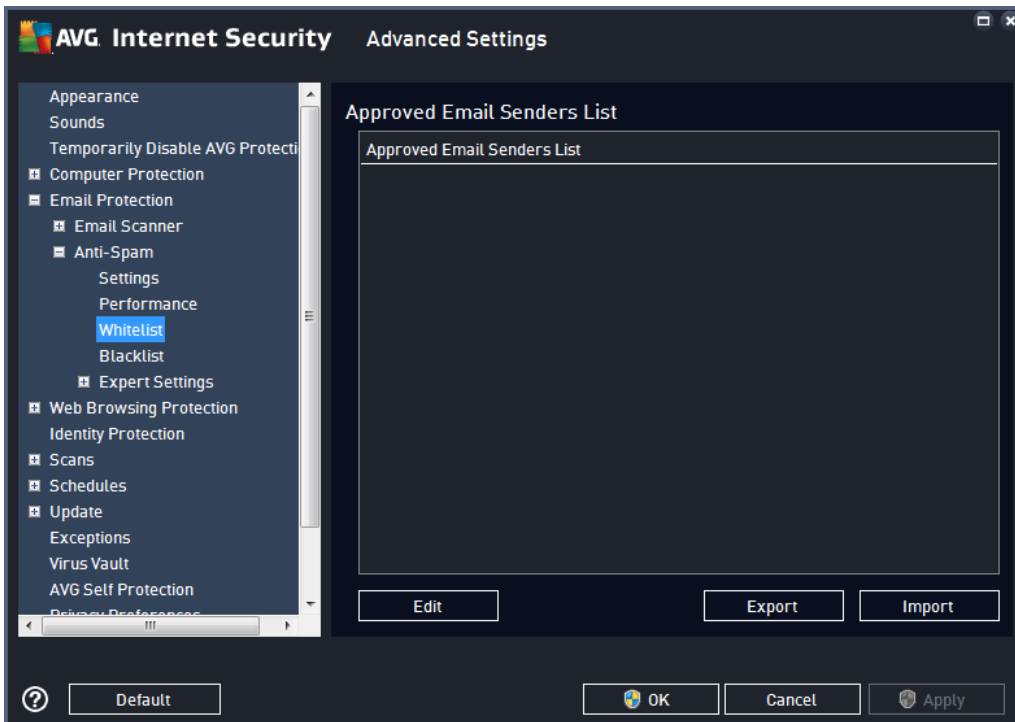 AVG. Internet Security Advanced Settings
Appearance
Sounds
Temporarily Disable AVG Protecti
Computer Protection
Email Protection
Email Scanner
Anti-Spam
Settings
Performance
Whitelist
Blacklist
Expert Settings
Web Browsing Protection
Identity Protection
Scans
Schedules
Update
Exceptions
Virus Vault
AVG Self Protection
Privacy Preferences
Approved Email Senders List
Approved Email Senders List
Edit Export Import
? Default OK Cancel Apply